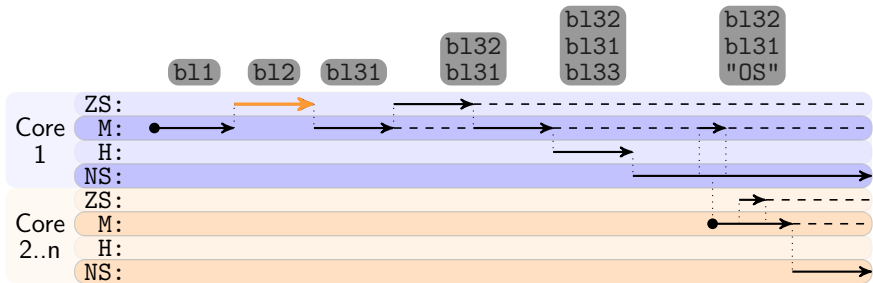 bl1
bl2
bl31
bl32
bl31
bl32
bl31
bl33
bl32
bl31
"OS"
Core
1
ZS:
M:
H:
NS:
Core
2..n
ZS:
M:
H:
NS: